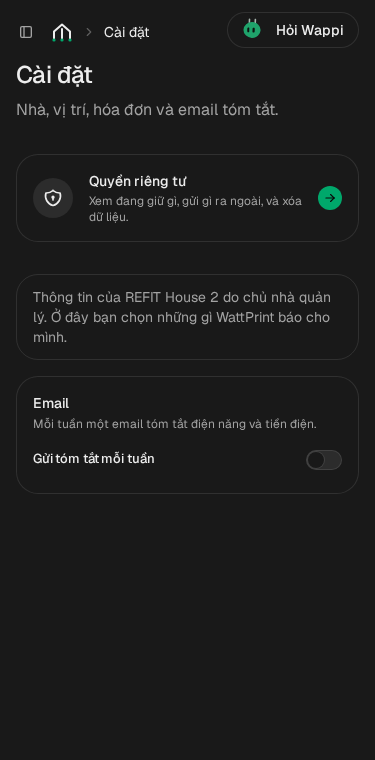 Cài đặt
Hỏi Wappi
Cài đặt
Nhà, vị trí, hóa đơn và email tóm tắt.
Quyền riêng tư
Xem đang giữ gì, gửi gì ra ngoài, và xóa
dữ liệu.
Thông tin của REFIT House 2 do chủ nhà quản
lý. Ở đây bạn chọn những gì WattPrint báo cho
mình.
Email
Mỗi tuần một email tóm tắt điện năng và tiền điện.
Gửi tóm tắt mỗi tuần